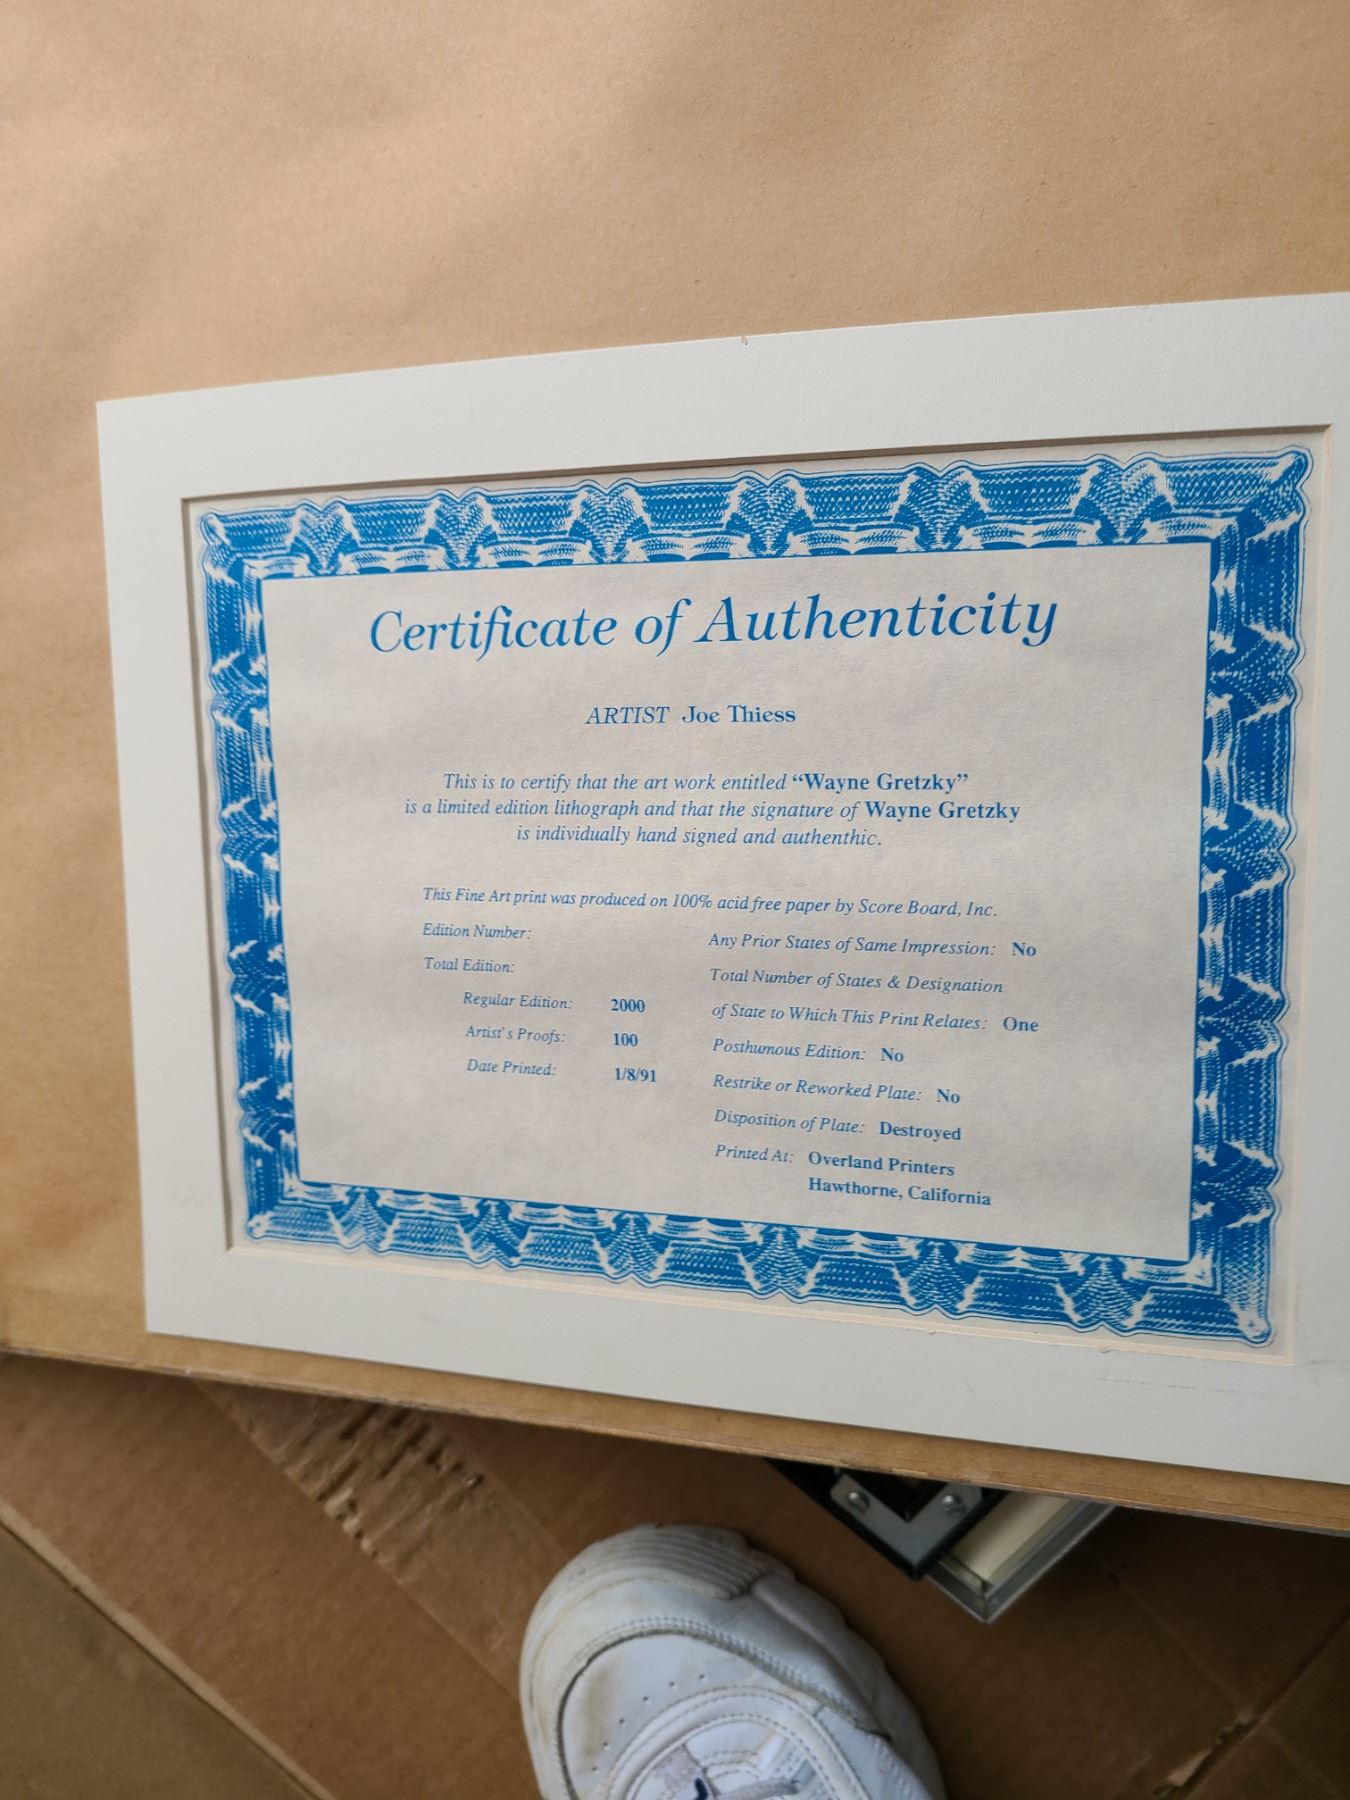 Certificate of Authenticity
ARTIST Joe Thiess
This is to certify that the art work entitled “Wayne Gretzky”
is a limited edition lithograph and that the signature of Wayne Gretzky
is individually hand signed and authenthic.
This Fine Art print was produced on 100% acid free paper by Score Board, Inc.
Edition Number:
Total Edition:
Regular Edition: 2000
Artist's Proofs: 100
Date Printed: 1/8/91
Any Prior States of Same Impression: No
Total Number of States & Designation
of State to Which This Print Relates: One
Posthumous Edition: No
Restrike or Reworked Plate: No
Disposition of Plate: Destroyed
Printed At: Overland Printers
Hawthorne, California